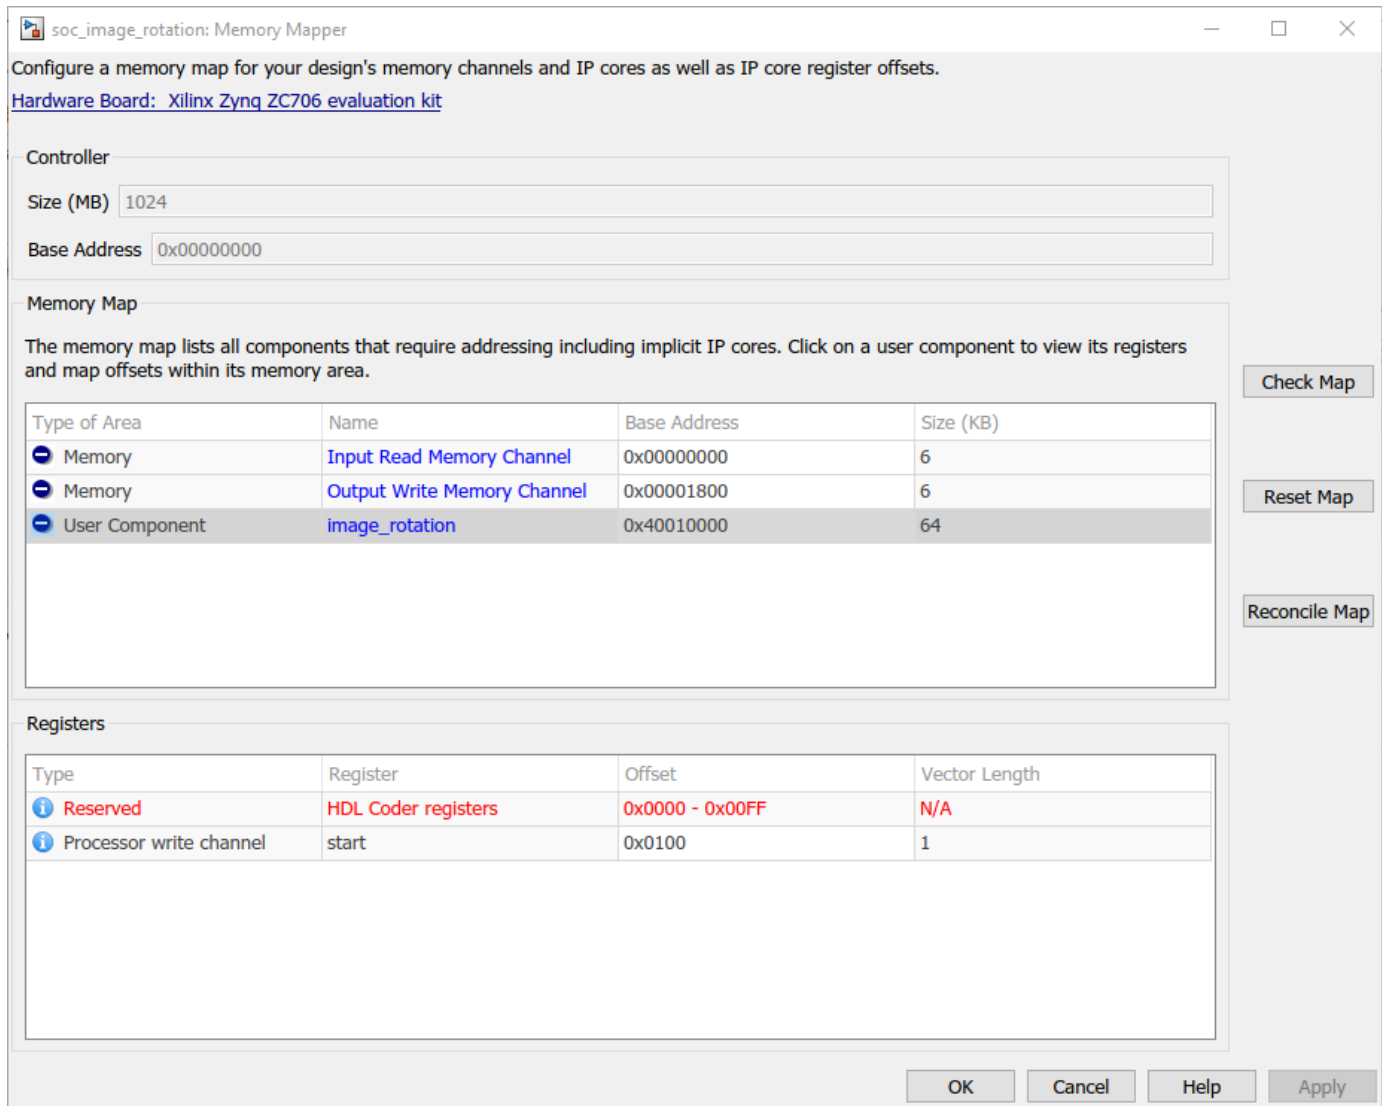 soc_image_rotation: Memory Mapper
Configure a memory map for your design's memory channels and IP cores as well as IP core register offsets.
Hardware Board: Xilinx Zynq ZC706 evaluation kit
Controller
Size (MB) 1024
Base Address 0x00000000
Memory Map
The memory map lists all components that require addressing including implicit IP cores. Click on a user component to view its registers
and map offsets within its memory area.
Check Map
Type of Area Name Base Address Size (KB)
Memory Input Read Memory Channel 0x00000000 6
Memory Output Write Memory Channel 0x00001800 6
Reset Map
User Component image_rotation 0x40010000 64
Reconcile Map
Registers
Type Register Offset Vector Length
Reserved HDL Coder registers 0x0000 - 0x00FF N/A
Processor write channel start 0x0100 1
OK Cancel Help Apply